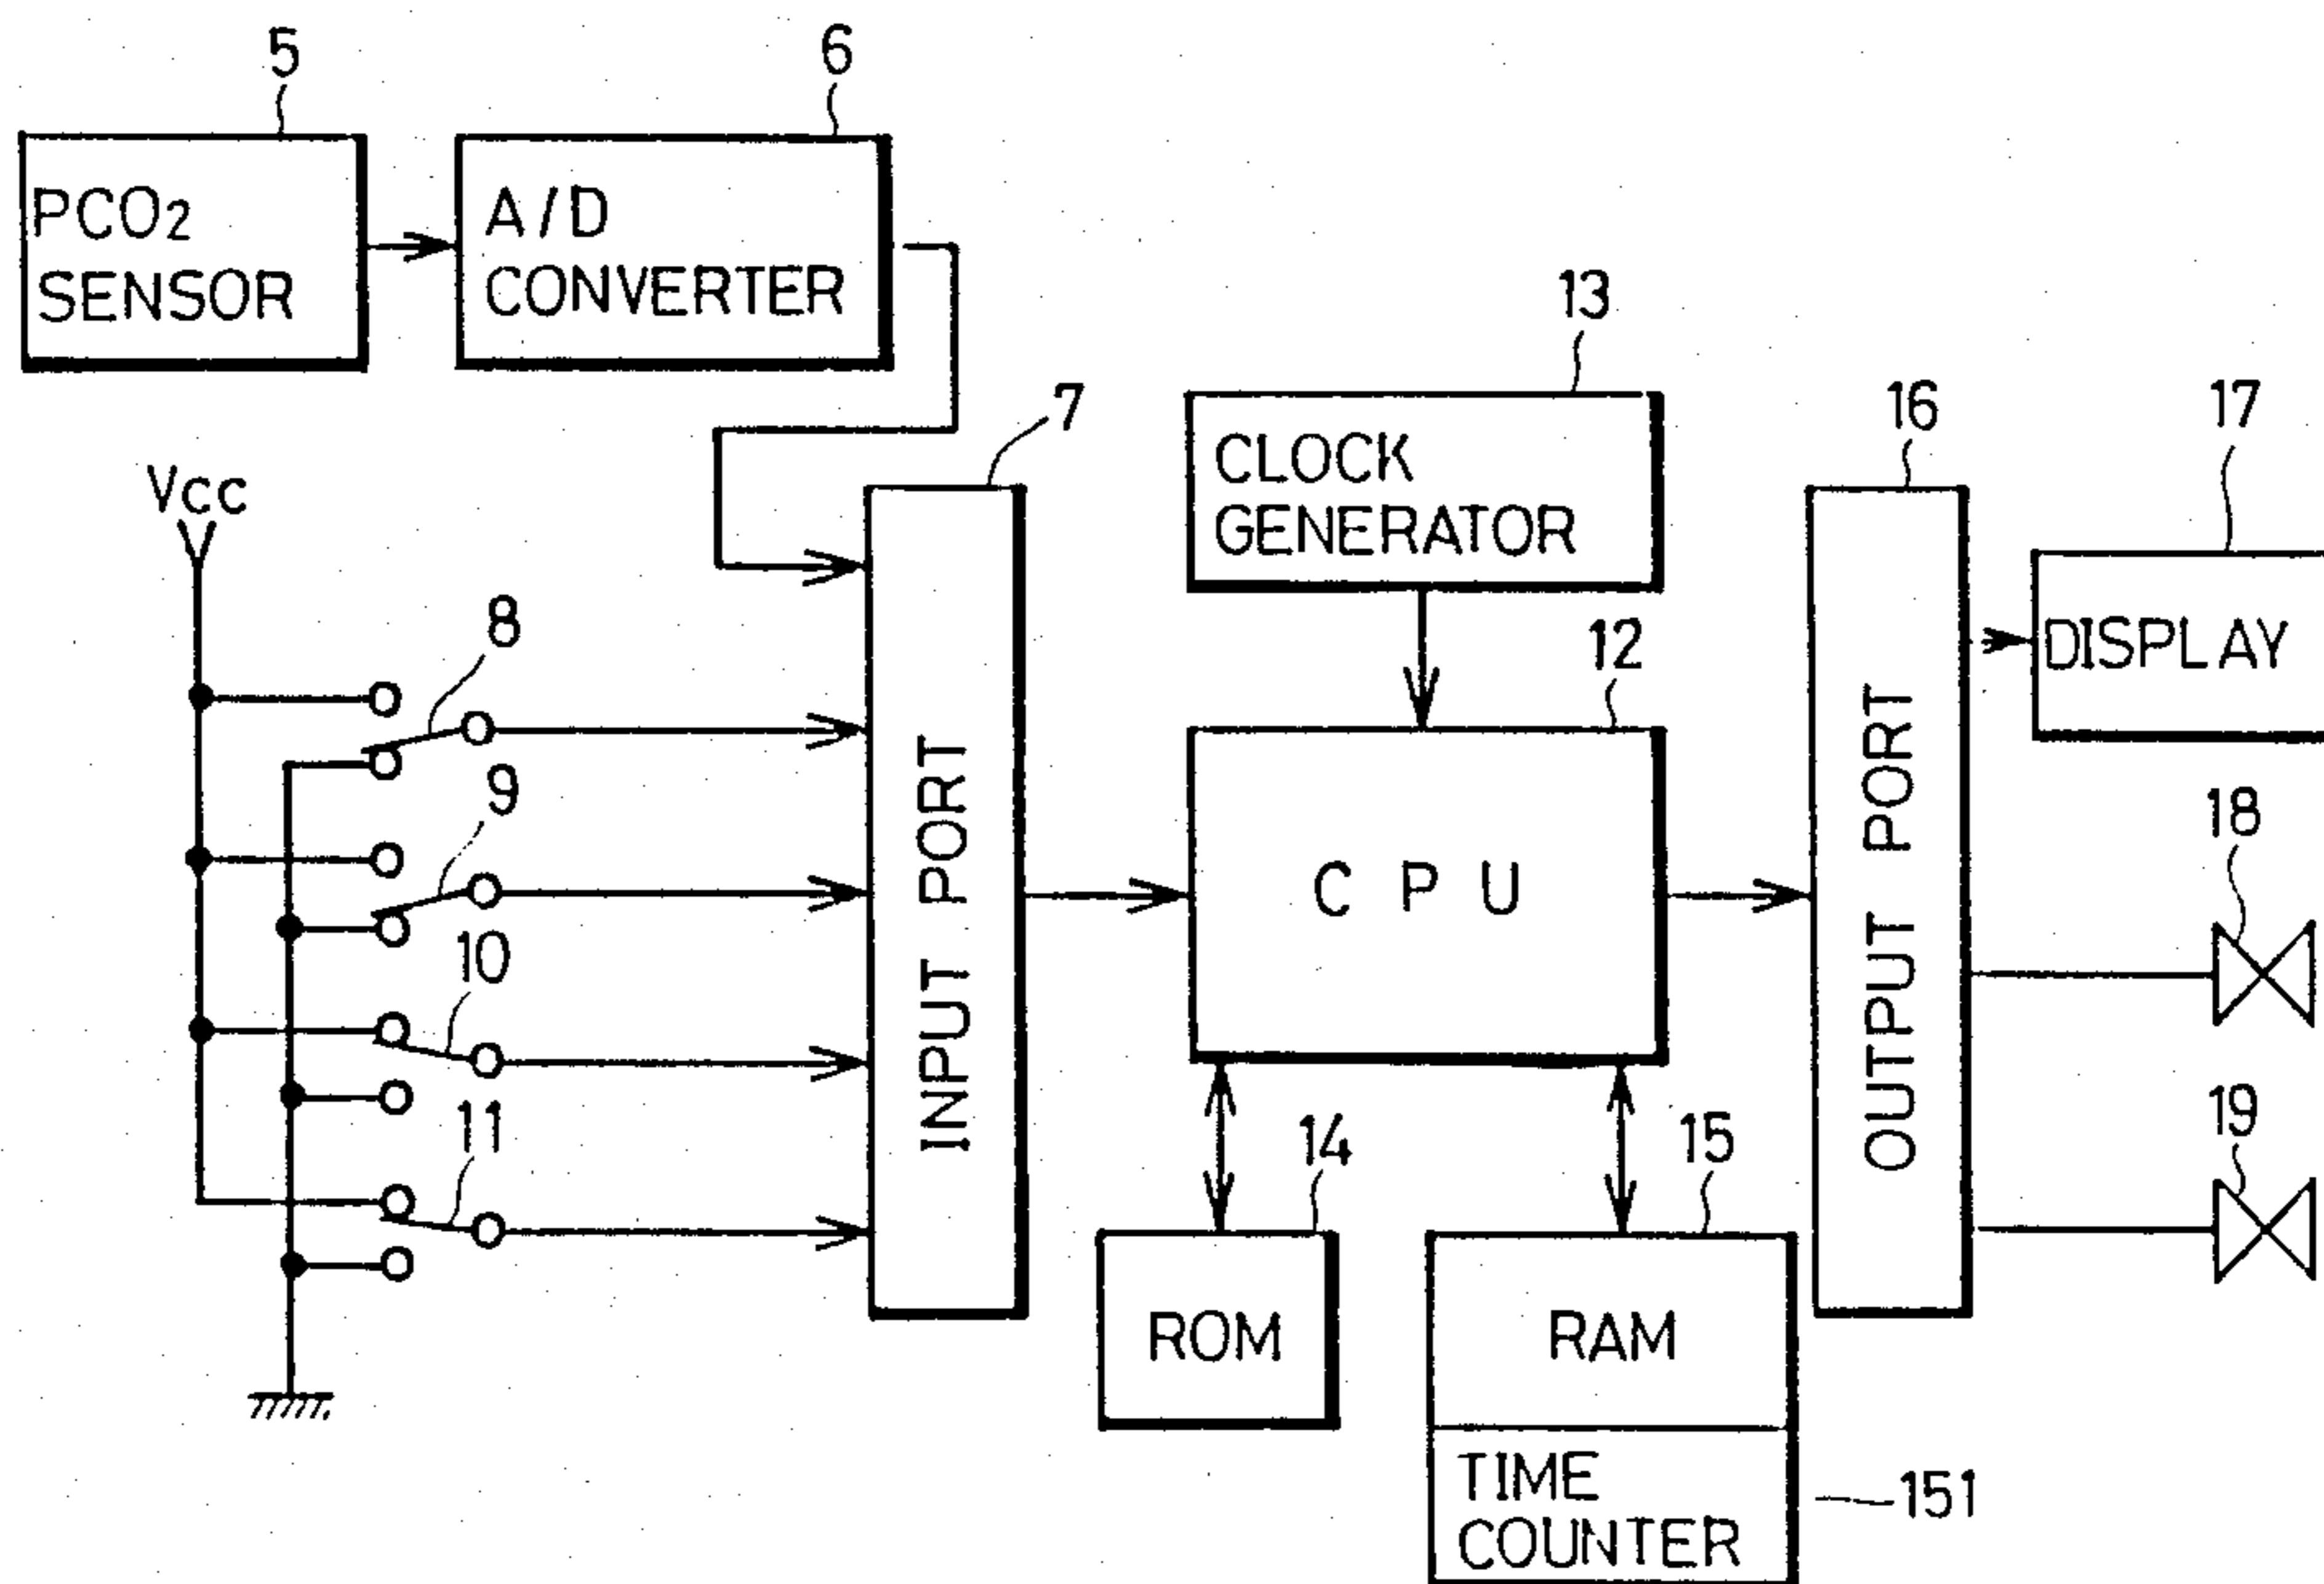 5
6
PCO2
SENSOR
A/D
CONVERTER
13
7
16
17
CLOCK
GENERATOR
Vcc
8
12
DISPLAY
9
INPUT PORT
CPU
OUTPUT PORT
18
10
11
14
15
19
ROM
RAM
TIME
COUNTER
151